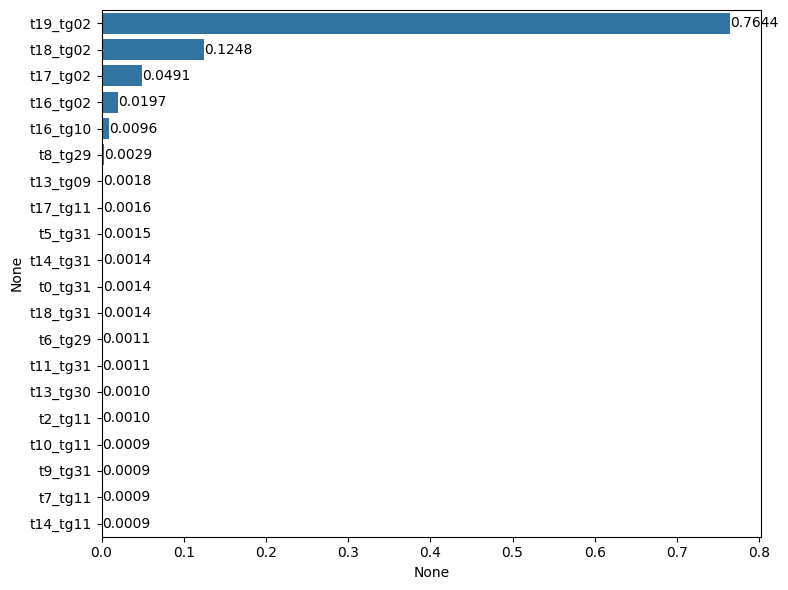 t19_tg02 0.7644
t18_tg02 0.1248
t17_tg02 0.0491
t16_tg02 0.0197
t16_tg10 0.0096
t8_tg29 0.0029
t13_tg09 0.0018
t17_tg11 0.0016
t5_tg31 0.0015
t14_tg31 0.0014
t0_tg31 0.0014
t18_tg31 0.0014
t6_tg29 0.0011
t11_tg31 0.0011
t13_tg30 0.0010
t2_tg11 0.0010
t10_tg11 0.0009
t9_tg31 0.0009
t7_tg11 0.0009
t14_tg11 0.0009
None
0.0 0.1 0.2 0.3 0.4 0.5 0.6 0.7 0.8
None